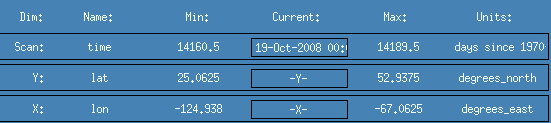 Dim: Name: Min: Current: Max: Units:
Scan: time 14160.5 19-Oct-2008 00: 14189.5 days since 1970
Y: lat 25.0625 -Y- 52.9375 degrees_north
X: lon -124.938 -X- -67.0625 degrees_east